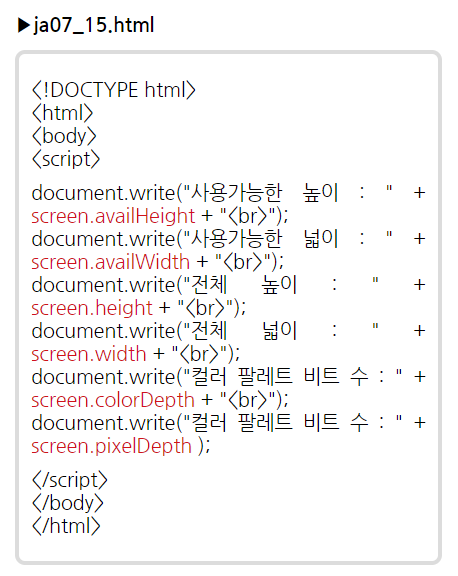 ▶ja07_15.html
<!DOCTYPE html>
<html>
<body>
<script>
document.write("사용가능한 높이 : " +
screen.availHeight + "<br>");
document.write("사용가능한 넓이 : " +
screen.availWidth + "<br>");
document.write("전체 높이 : " +
screen.height + "<br>");
document.write("전체 넓이 : " +
screen.width + "<br>");
document.write("컬러 팔레트 비트 수 : " +
screen.colorDepth + "<br>");
document.write("컬러 팔레트 비트 수 : " +
screen.pixelDepth );
</script>
</body>
</html>